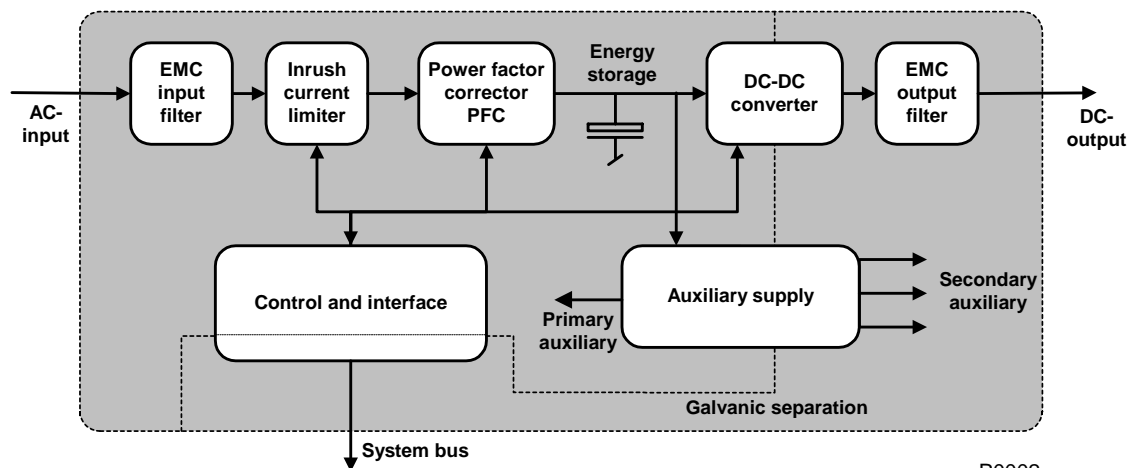 EMC
input
filter
Inrush
current
limiter
Power factor
corrector
PFC
Energy
storage
DC-DC
converter
EMC
output
filter
AC-
input
DC-
output
Control and interface
Auxiliary supply
Primary
auxiliary
Secondary
auxiliary
Galvanic separation
System bus